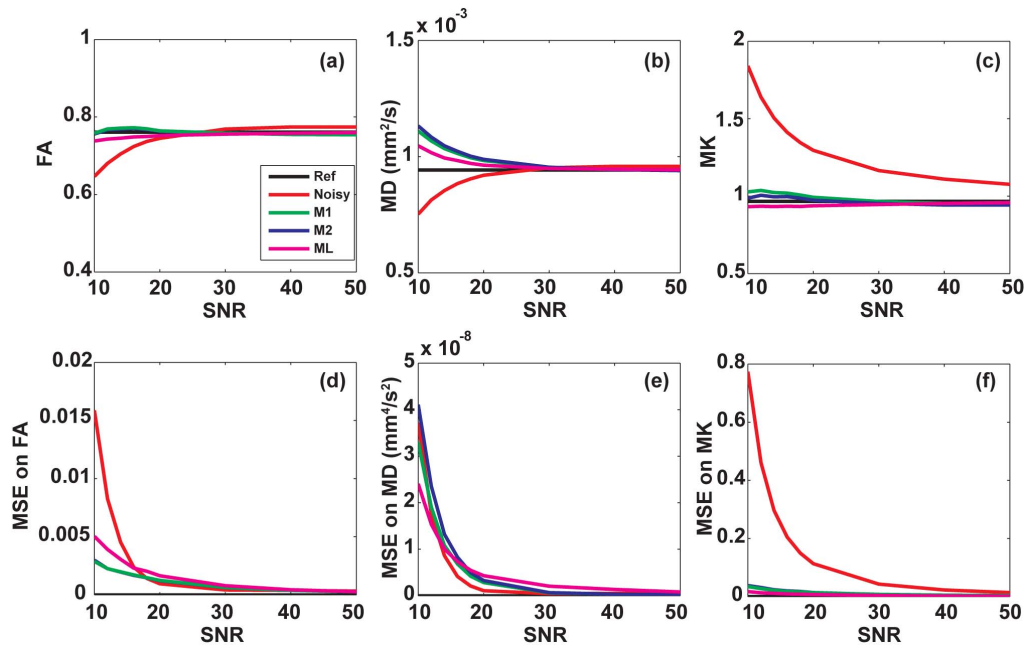 (a)
FA
1
0.8
0.6
0.4
Ref
Noisy
M1
M2
ML
10 20 30 40 50
SNR
x 10⁻³
(b)
MD (mm²/s)
1.5
1
0.5
10 20 30 40 50
SNR
(c)
MK
2
1.5
1
0.5
10 20 30 40 50
SNR
(d)
MSE on FA
0.02
0.015
0.01
0.005
0
10 20 30 40 50
SNR
x 10⁻⁸
(e)
MSE on MD (mm⁴/s²)
5
4
3
2
1
0
10 20 30 40 50
SNR
(f)
MSE on MK
0.8
0.6
0.4
0.2
0
10 20 30 40 50
SNR